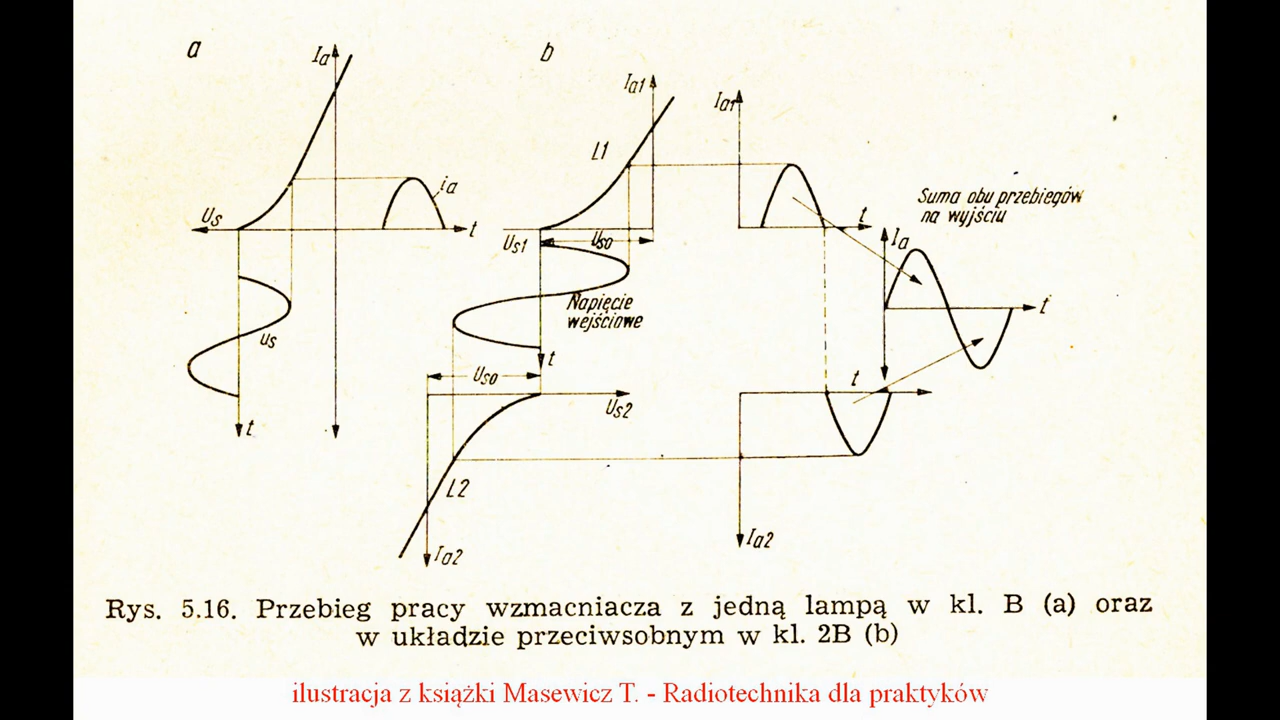 a
b
Ia
Us
ia
t
us
t
Ia1
L1
Us1
Uso
Napięcie
wejściowe
t
Uso
Us2
L2
Ia2
Ia1
t
Suma obu przebiegów
na wyjściu
Ia
t
t
Ia2
Rys. 5.16. Przebieg pracy wzmacniacza z jedną lampą w kl. B (a) oraz
w układzie przeciwsobnym w kl. 2B (b)
ilustracja z książki Masewicz T. - Radiotechnika dla praktyków